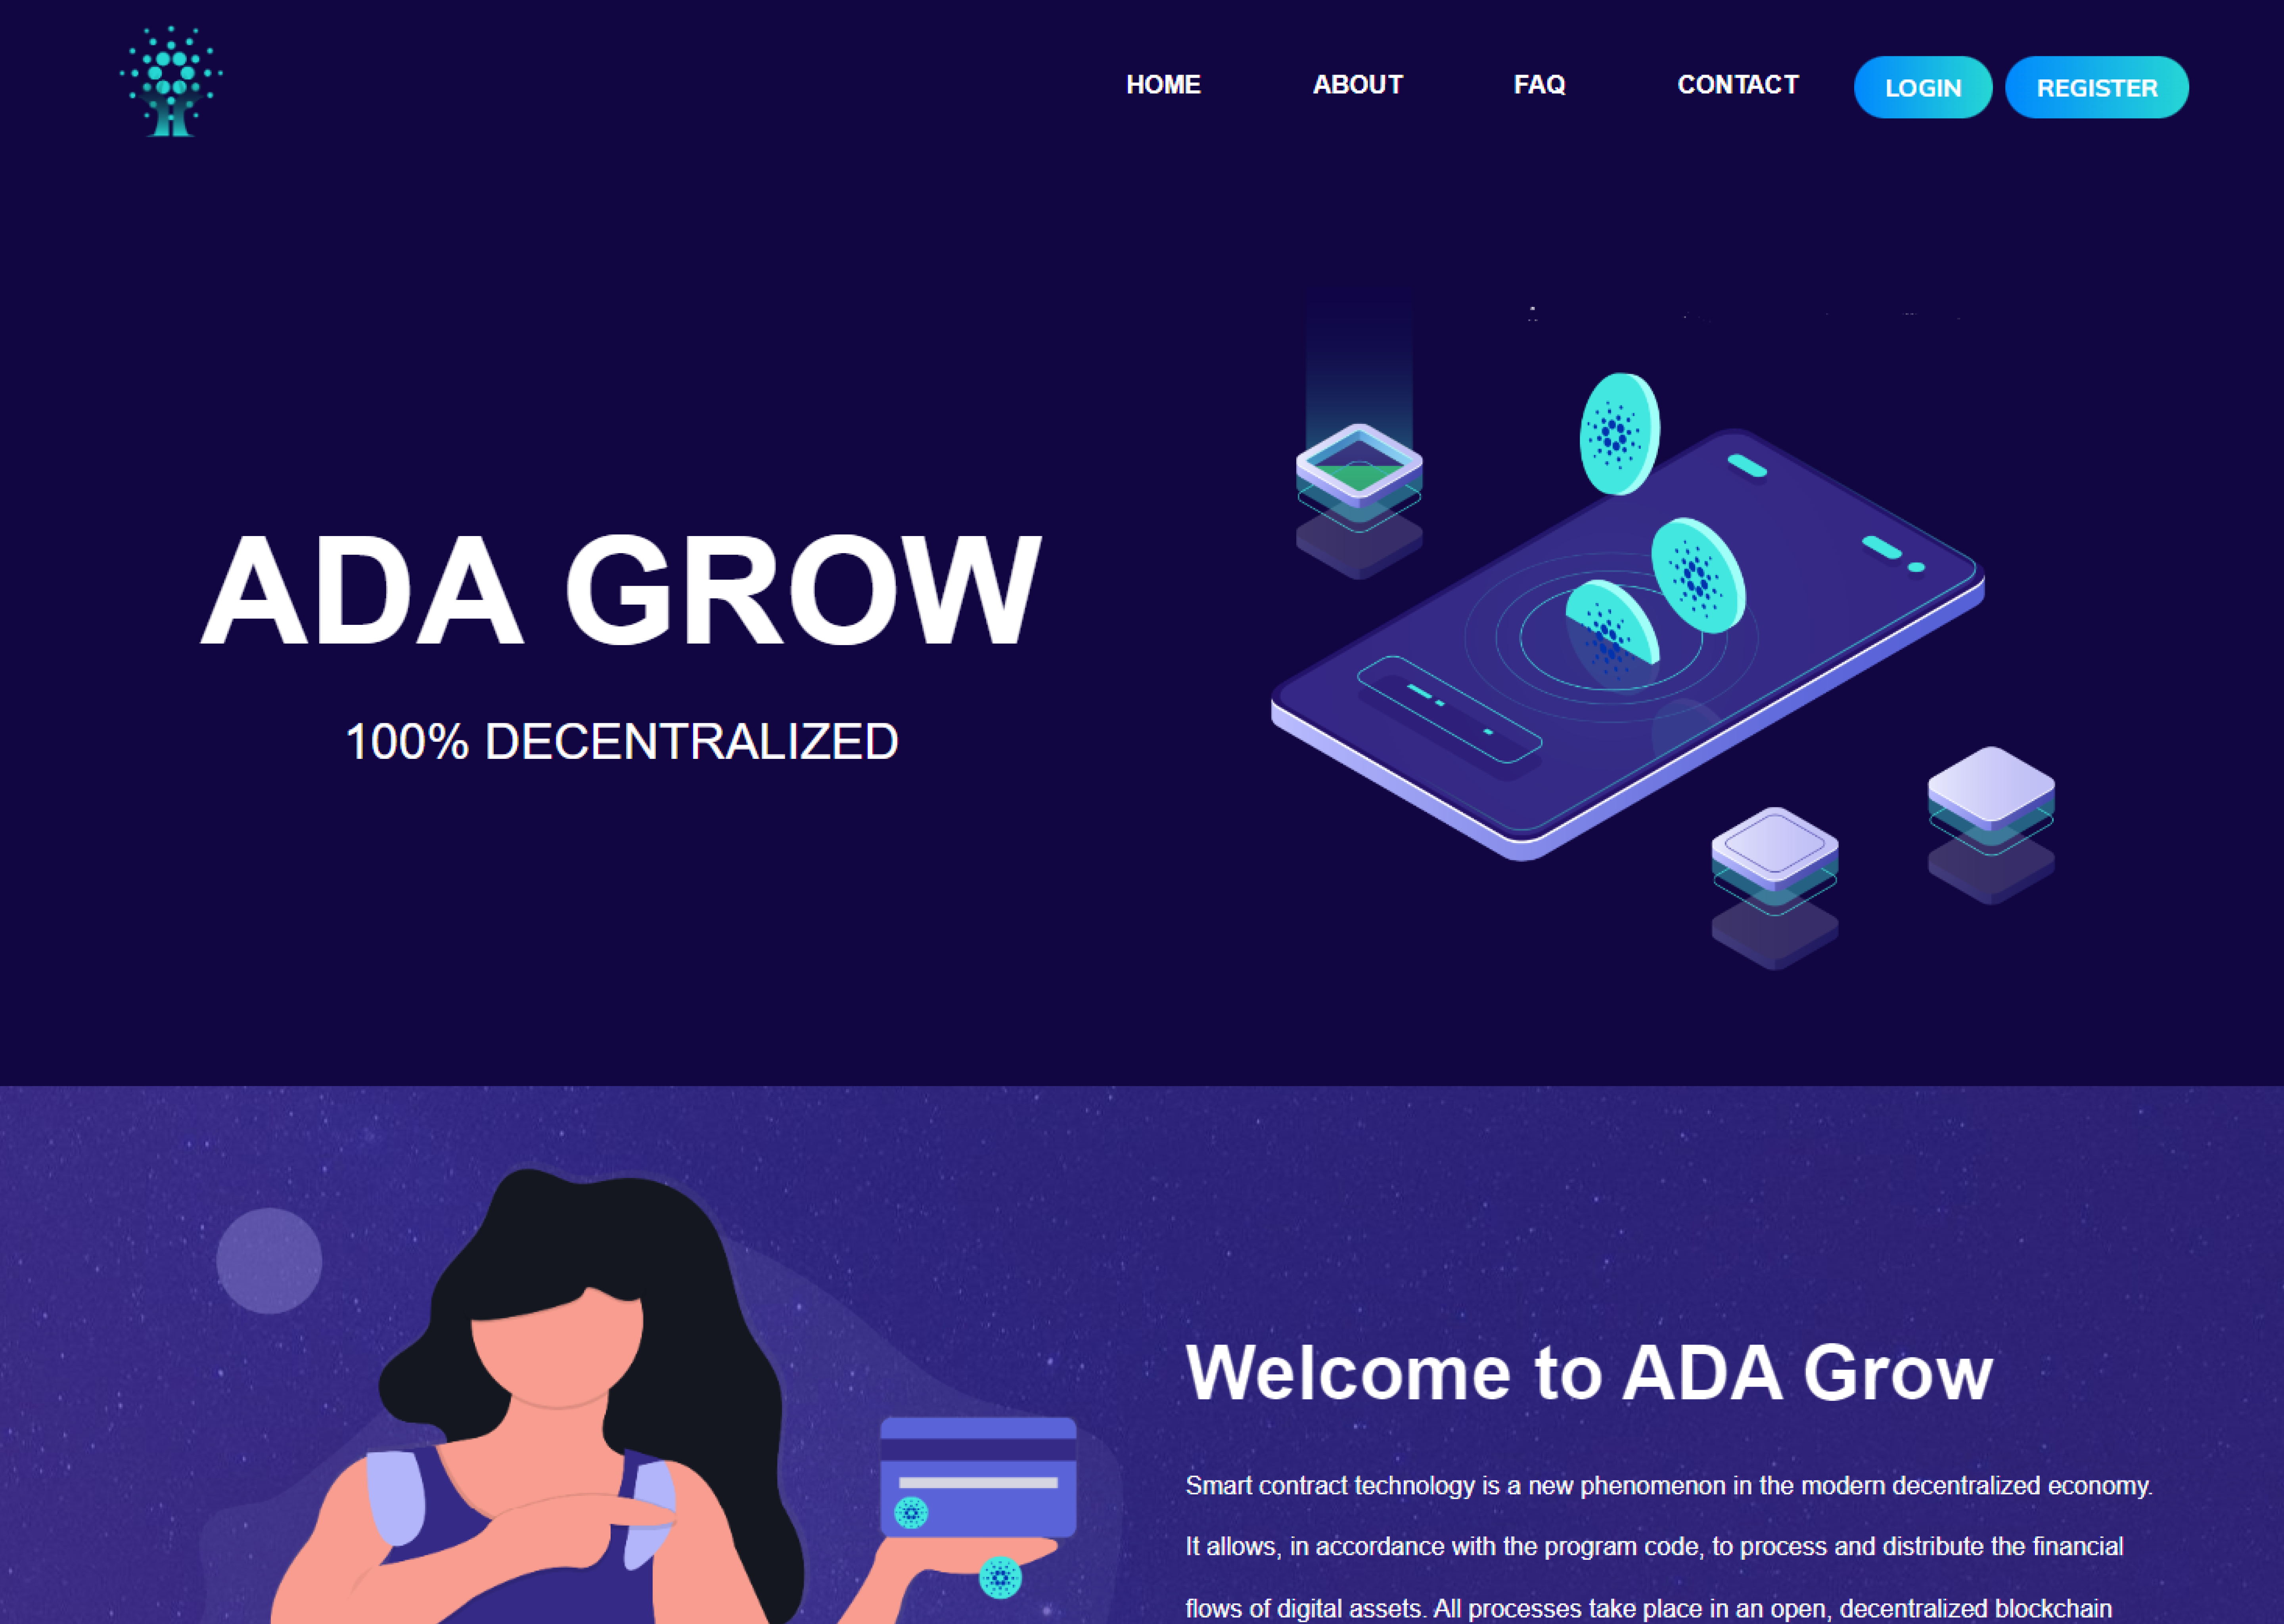 HOME ABOUT FAQ CONTACT LOGIN REGISTER
ADA GROW
100% DECENTRALIZED
Welcome to ADA Grow
Smart contract technology is a new phenomenon in the modern decentralized economy.
It allows, in accordance with the program code, to process and distribute the financial
flows of digital assets. All processes take place in an open, decentralized blockchain